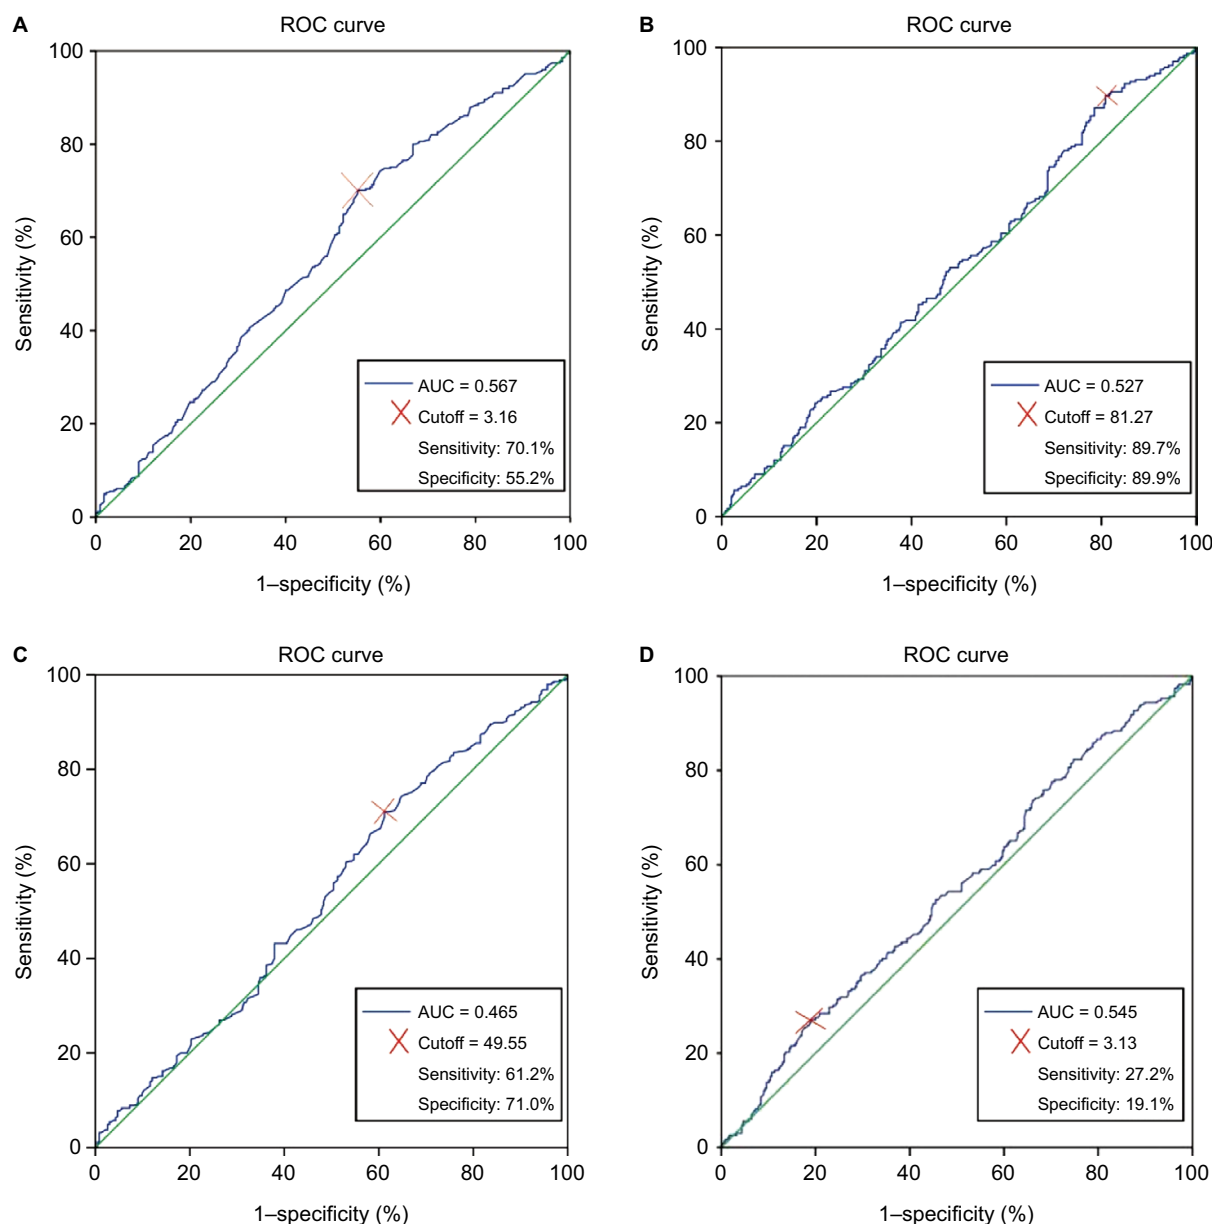 A
ROC curve
100
80
60
40
20
0
Sensitivity (%)
AUC = 0.567
Cutoff = 3.16
Sensitivity: 70.1%
Specificity: 55.2%
0 20 40 60 80 100
1–specificity (%)
B
ROC curve
100
80
60
40
20
0
Sensitivity (%)
AUC = 0.527
Cutoff = 81.27
Sensitivity: 89.7%
Specificity: 89.9%
0 20 40 60 80 100
1–specificity (%)
C
ROC curve
100
80
60
40
20
0
Sensitivity (%)
AUC = 0.465
Cutoff = 49.55
Sensitivity: 61.2%
Specificity: 71.0%
0 20 40 60 80 100
1–specificity (%)
D
ROC curve
100
80
60
40
20
0
Sensitivity (%)
AUC = 0.545
Cutoff = 3.13
Sensitivity: 27.2%
Specificity: 19.1%
0 20 40 60 80 100
1–specificity (%)